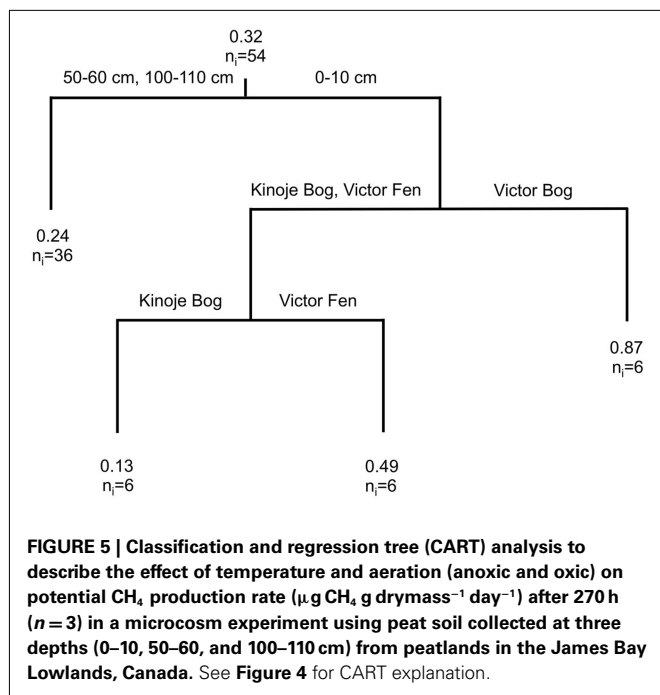 0.32
nᵢ=54
50-60 cm, 100-110 cm
0-10 cm
Kinoje Bog, Victor Fen
Victor Bog
0.24
nᵢ=36
Kinoje Bog
Victor Fen
0.87
nᵢ=6
0.13
nᵢ=6
0.49
nᵢ=6
FIGURE 5 | Classification and regression tree (CART) analysis to
describe the effect of temperature and aeration (anoxic and oxic) on
potential CH₄ production rate (μg CH₄ g drymass⁻¹ day⁻¹) after 270 h
(n = 3) in a microcosm experiment using peat soil collected at three
depths (0–10, 50–60, and 100–110 cm) from peatlands in the James Bay
Lowlands, Canada. See Figure 4 for CART explanation.